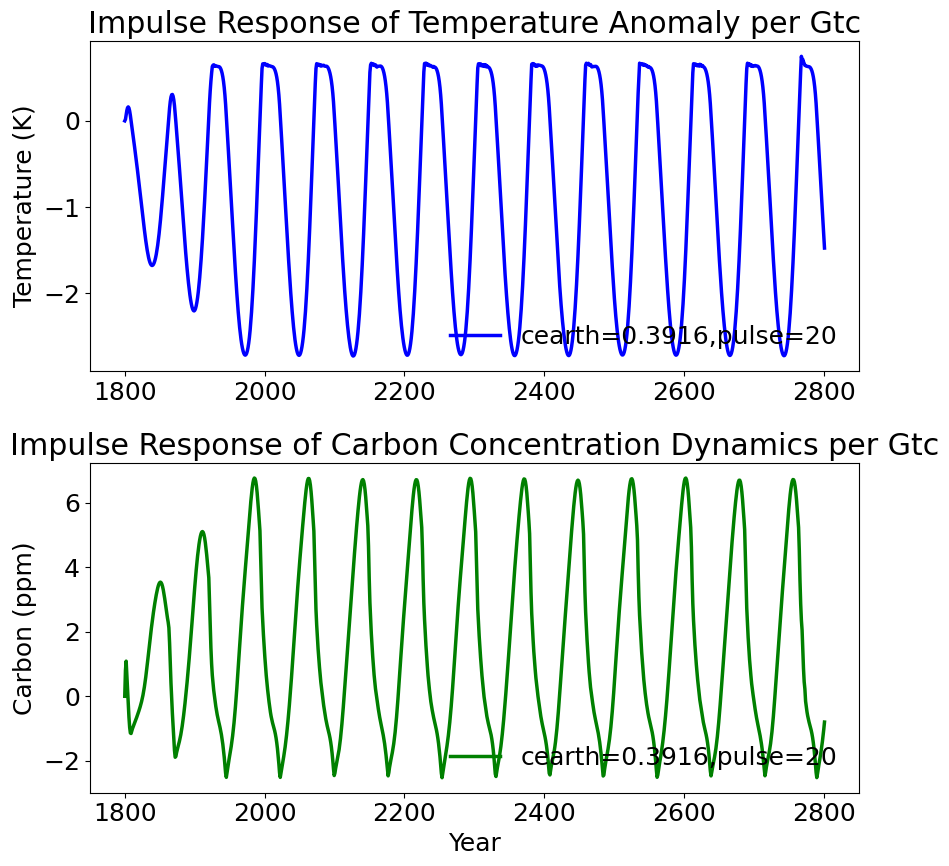 Impulse Response of Temperature Anomaly per Gtc
Temperature (K)
0
−1
−2
cearth=0.3916,pulse=20
1800 2000 2200 2400 2600 2800
Impulse Response of Carbon Concentration Dynamics per Gtc
Carbon (ppm)
6
4
2
0
−2
cearth=0.3916,pulse=20
1800 2000 2200 2400 2600 2800
Year